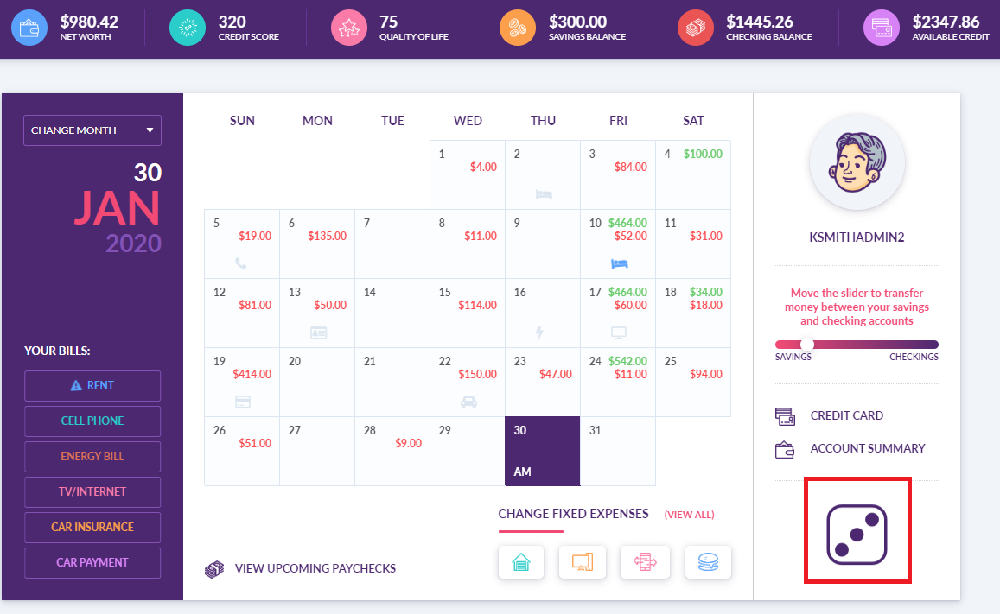 $980.42
NET WORTH
320
CREDIT SCORE
75
QUALITY OF LIFE
$300.00
SAVINGS BALANCE
$1445.26
CHECKING BALANCE
$2347.86
AVAILABLE CREDIT
CHANGE MONTH
30
JAN
2020
YOUR BILLS:
RENT
CELL PHONE
ENERGY BILL
TV/INTERNET
CAR INSURANCE
CAR PAYMENT
SUN MON TUE WED THU FRI SAT
1 2 3 4 $100.00
$4.00 $84.00
5 6 7 8 9 10 $464.00 11
$19.00 $135.00 $11.00 $52.00 $31.00
12 13 14 15 16 17 $464.00 18 $34.00
$81.00 $50.00 $114.00 $60.00 $18.00
19 20 21 22 23 24 $542.00 25
$414.00 $150.00 $47.00 $11.00 $94.00
26 27 28 29 30 31
$51.00 $9.00
AM
CHANGE FIXED EXPENSES (VIEW ALL)
VIEW UPCOMING PAYCHECKS
KSMITHADMIN2
Move the slider to transfer
money between your savings
and checking accounts
SAVINGS CHECKINGS
CREDIT CARD
ACCOUNT SUMMARY